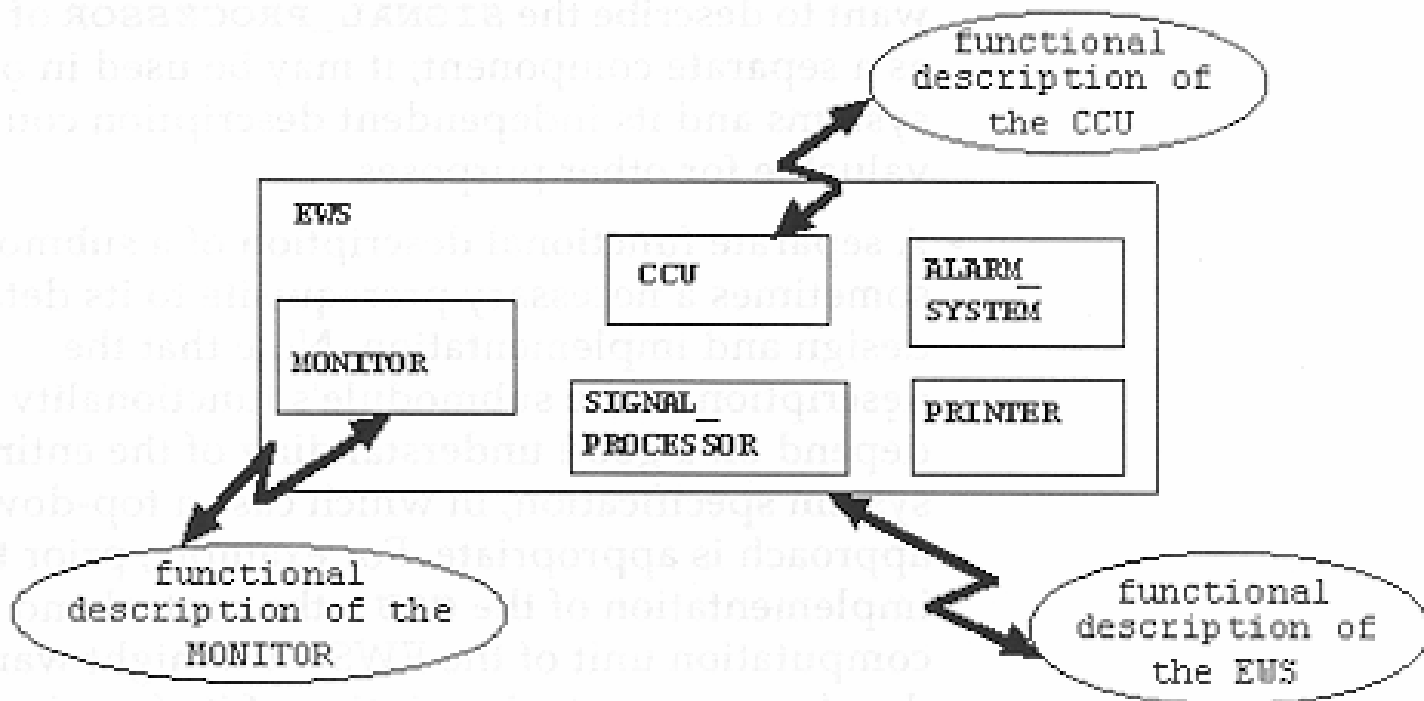 functional
description of
the CCU
EWS
CCU
ALARM_
SYSTEM
MONITOR
SIGNAL_
PROCESSOR
PRINTER
functional
description of the
MONITOR
functional
description of
the EWS